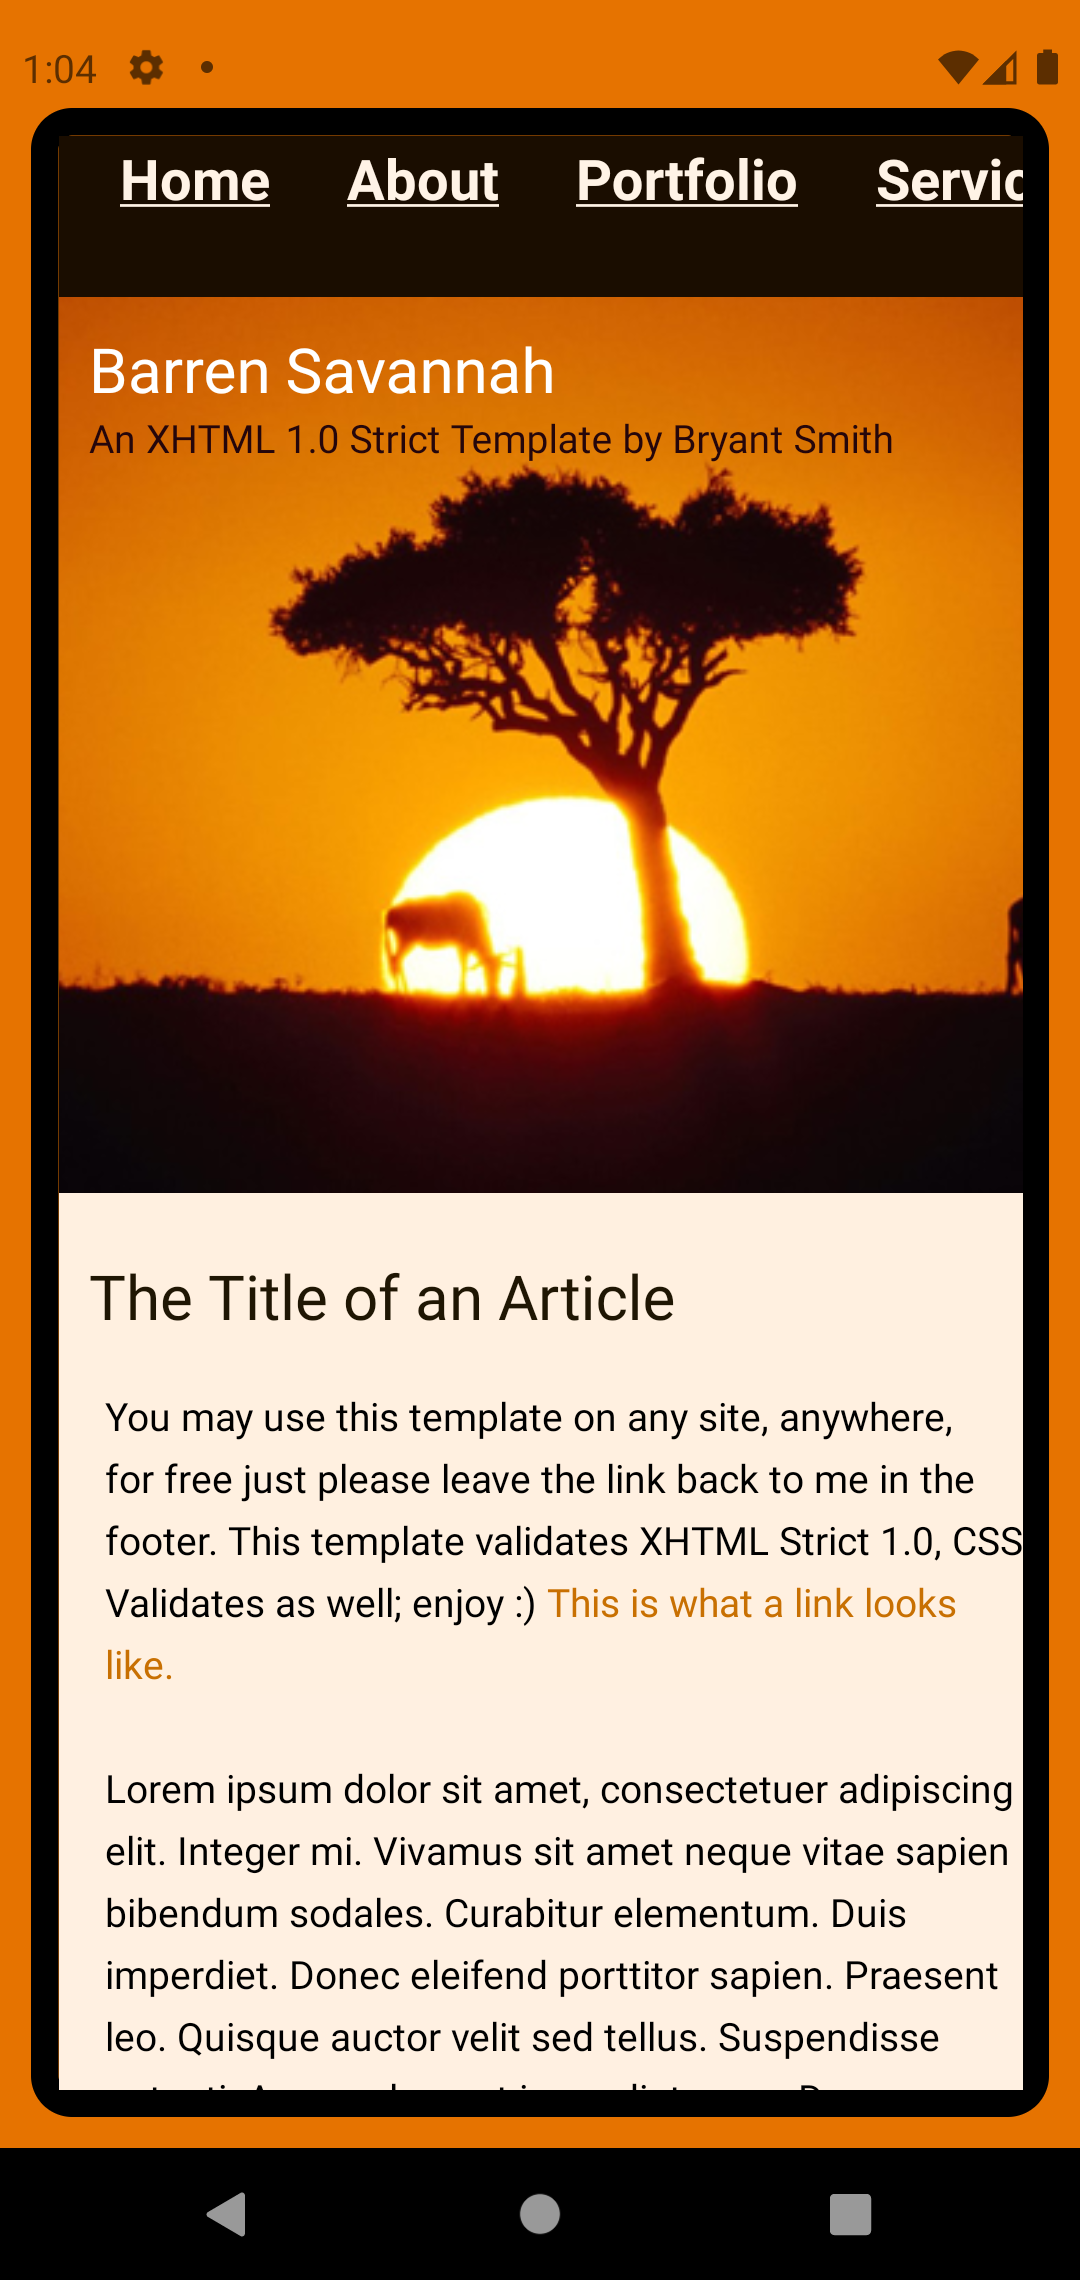 1:04
Home About Portfolio Servic
Barren Savannah
An XHTML 1.0 Strict Template by Bryant Smith
The Title of an Article
You may use this template on any site, anywhere,
for free just please leave the link back to me in the
footer. This template validates XHTML Strict 1.0, CSS
Validates as well; enjoy :) This is what a link looks
like.
Lorem ipsum dolor sit amet, consectetuer adipiscing
elit. Integer mi. Vivamus sit amet neque vitae sapien
bibendum sodales. Curabitur elementum. Duis
imperdiet. Donec eleifend porttitor sapien. Praesent
leo. Quisque auctor velit sed tellus. Suspendisse